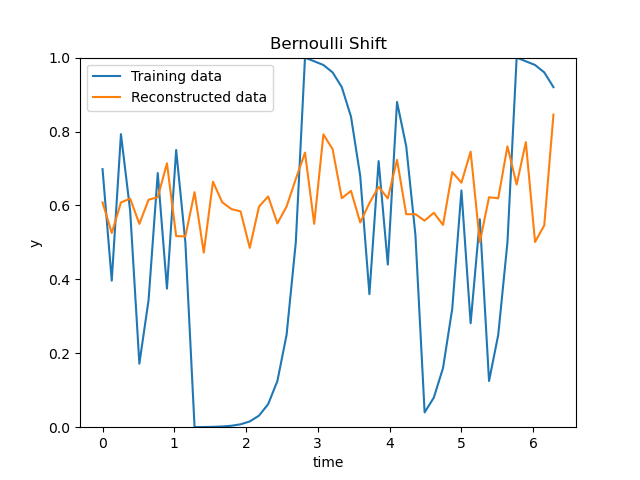 Bernoulli Shift
Training data
Reconstructed data
1.0
0.8
0.6
0.4
0.2
0.0
y
0 1 2 3 4 5 6
time